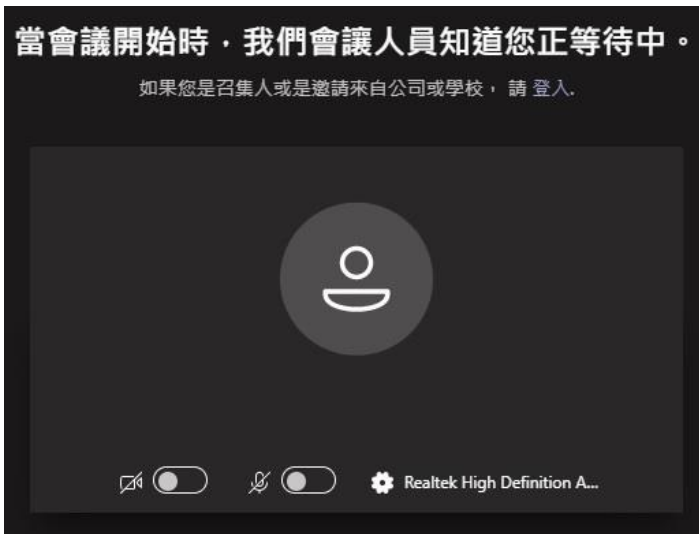 當會議開始時，我們會讓人員知道您正等待中。
如果您是召集人或是邀請來自公司或學校， 請 登入.
Realtek High Definition A...